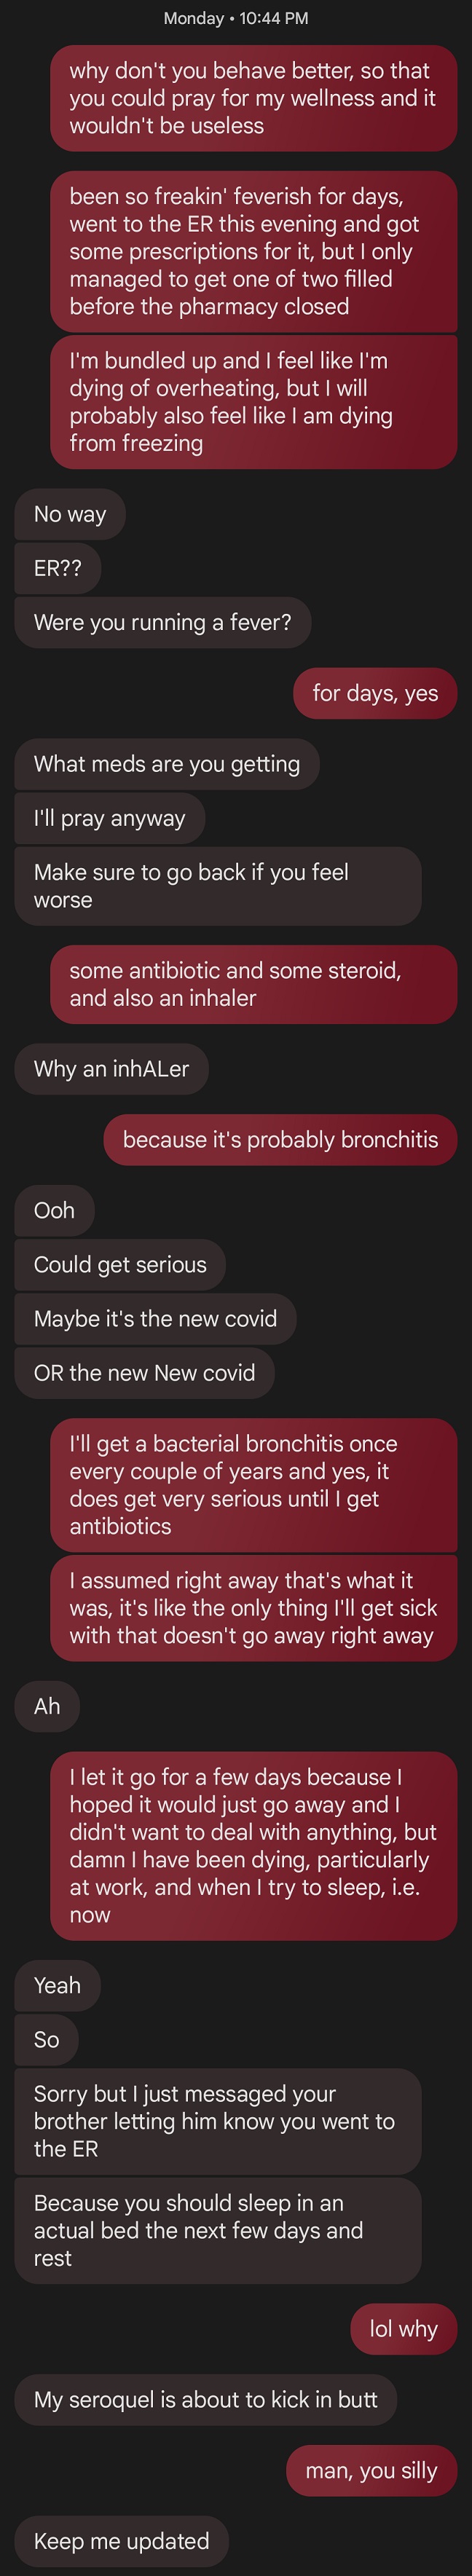 Monday • 10:44 PM
why don't you behave better, so that
you could pray for my wellness and it
wouldn't be useless
been so freakin' feverish for days,
went to the ER this evening and got
some prescriptions for it, but I only
managed to get one of two filled
before the pharmacy closed
I'm bundled up and I feel like I'm
dying of overheating, but I will
probably also feel like I am dying
from freezing
No way
ER??
Were you running a fever?
for days, yes
What meds are you getting
I'll pray anyway
Make sure to go back if you feel
worse
some antibiotic and some steroid,
and also an inhaler
Why an inhALer
because it's probably bronchitis
Ooh
Could get serious
Maybe it's the new covid
OR the new New covid
I'll get a bacterial bronchitis once
every couple of years and yes, it
does get very serious until I get
antibiotics
I assumed right away that's what it
was, it's like the only thing I'll get sick
with that doesn't go away right away
Ah
I let it go for a few days because I
hoped it would just go away and I
didn't want to deal with anything, but
damn I have been dying, particularly
at work, and when I try to sleep, i.e.
now
Yeah
So
Sorry but I just messaged your
brother letting him know you went to
the ER
Because you should sleep in an
actual bed the next few days and
rest
lol why
My seroquel is about to kick in butt
man, you silly
Keep me updated